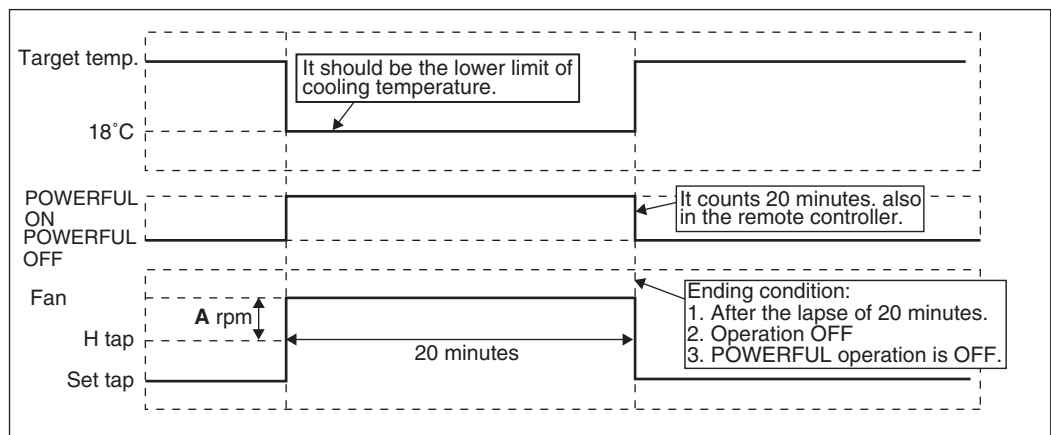 Target temp.
It should be the lower limit of
cooling temperature.
18˚C
POWERFUL
ON
POWERFUL
OFF
It counts 20 minutes. also
in the remote controller.
Fan
A rpm
H tap
20 minutes
Set tap
Ending condition:
1. After the lapse of 20 minutes.
2. Operation OFF
3. POWERFUL operation is OFF.